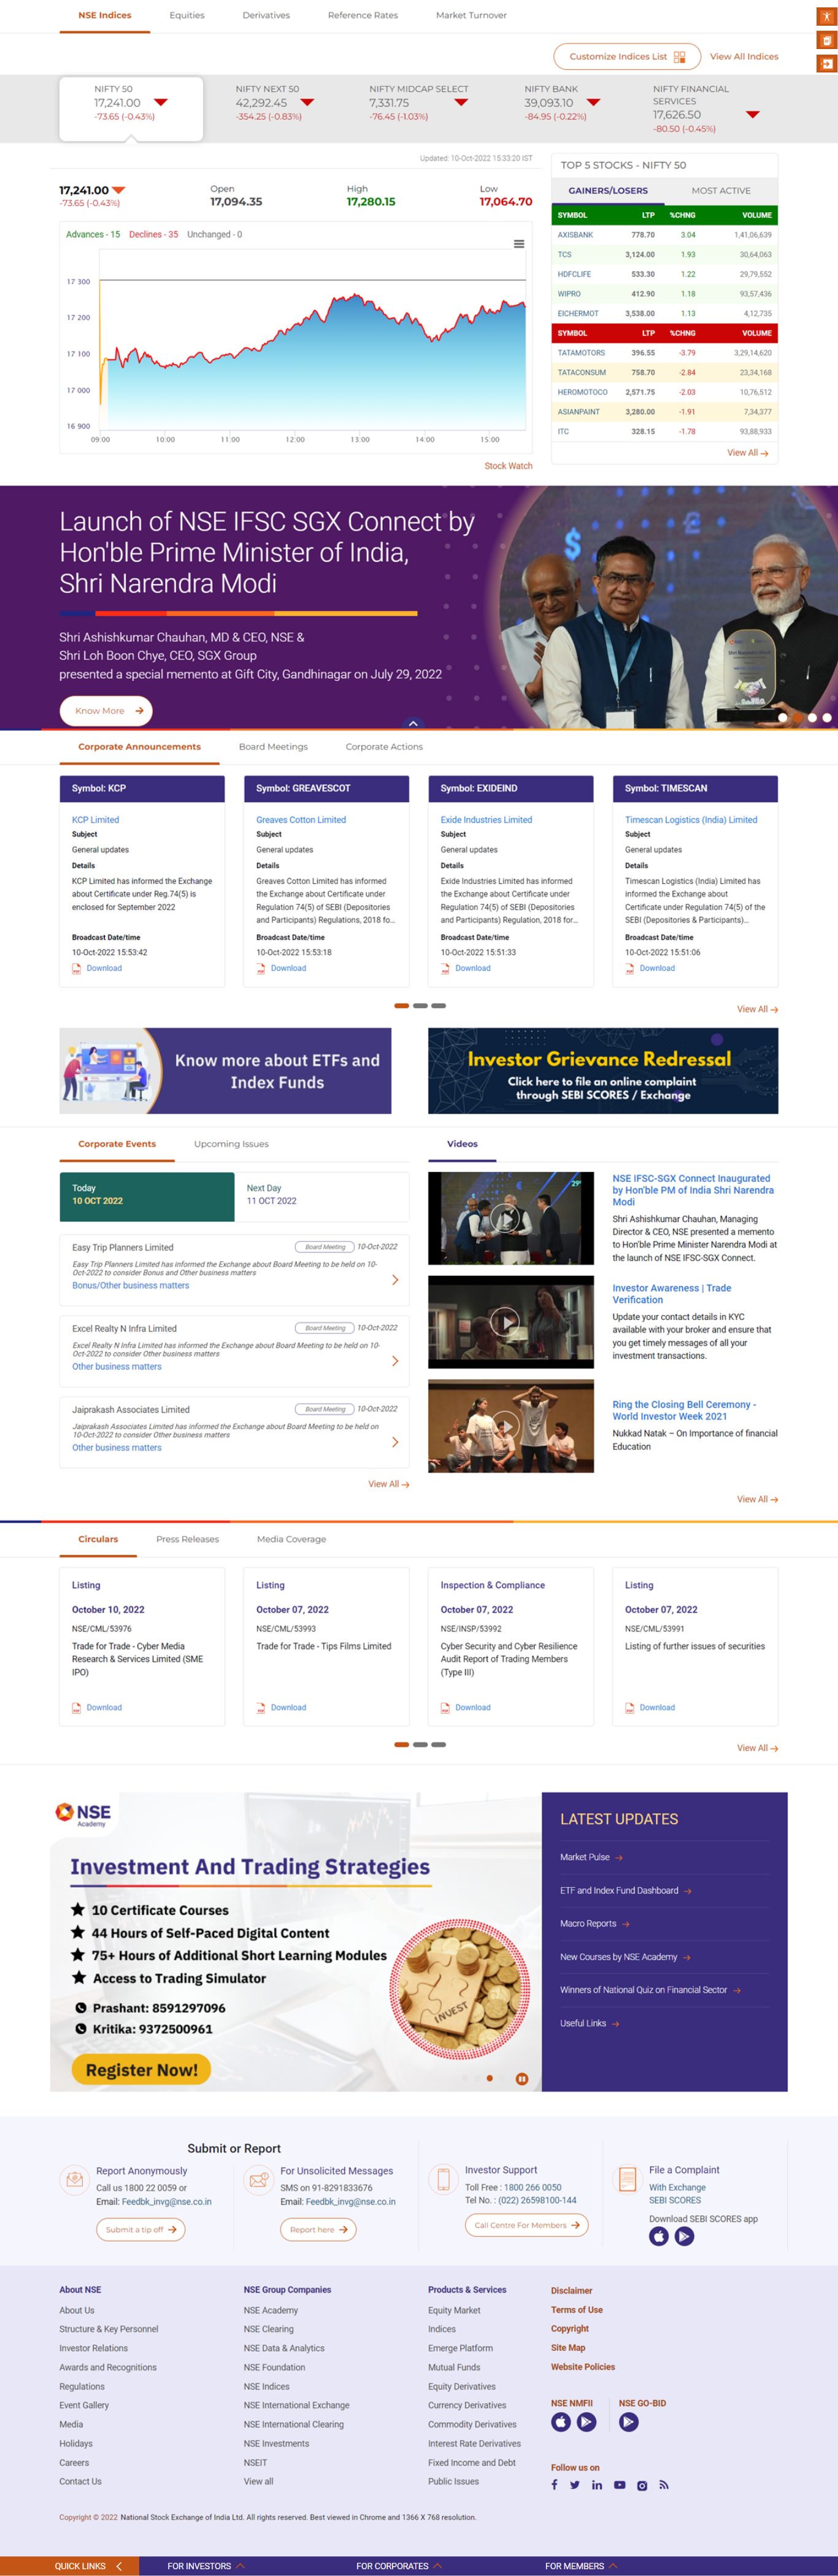 NSE Indices
Equities
Derivatives
Reference Rates
Market Turnover
Customize Indices List
View All Indices
NIFTY 50
17,241.00
-73.65 (-0.43%)
NIFTY NEXT 50
42,292.45
-354.25 (-0.83%)
NIFTY MIDCAP SELECT
7,331.75
-76.45 (-1.03%)
NIFTY BANK
39,093.10
-84.95 (-0.22%)
NIFTY FINANCIAL
SERVICES
17,626.50
-80.50 (-0.45%)
Updated: 10-Oct-2022 15:33:20 IST
17,241.00
-73.65 (-0.43%)
Open
17,094.35
High
17,280.15
Low
17,064.70
Advances - 15 Declines - 35 Unchanged - 0
17 300
17 200
17 100
17 000
16 900
09:00 10:00 11:00 12:00 13:00 14:00 15:00
Stock Watch
TOP 5 STOCKS - NIFTY 50
GAINERS/LOSERS MOST ACTIVE
SYMBOL LTP %CHNG VOLUME
AXISBANK 778.70 3.04 1,41,06,639
TCS 3,124.00 1.93 30,64,063
HDFCLIFE 533.30 1.22 29,79,552
WIPRO 412.90 1.18 93,57,436
EICHERMOT 3,538.00 1.13 4,12,735
SYMBOL LTP %CHNG VOLUME
TATAMOTORS 396.55 -3.79 3,29,14,620
TATACONSUM 758.70 -2.84 23,34,168
HEROMOTOCO 2,571.75 -2.03 10,76,512
ASIANPAINT 3,280.00 -1.91 7,34,377
ITC 328.15 -1.78 93,88,933
View All
Launch of NSE IFSC SGX Connect by
Hon'ble Prime Minister of India,
Shri Narendra Modi
Shri Ashishkumar Chauhan, MD & CEO, NSE &
Shri Loh Boon Chye, CEO, SGX Group
presented a special memento at Gift City, Gandhinagar on July 29, 2022
Know More
Corporate Announcements
Board Meetings
Corporate Actions
Symbol: KCP
KCP Limited
Subject
General updates
Details
KCP Limited has informed the Exchange
about Certificate under Reg.74(5) is
enclosed for September 2022
Broadcast Date/time
10-Oct-2022 15:53:42
Download
Symbol: GREAVESCOT
Greaves Cotton Limited
Subject
General updates
Details
Greaves Cotton Limited has informed
the Exchange about Certificate under
Regulation 74(5) of SEBI (Depositories
and Participants) Regulations, 2018 fo...
Broadcast Date/time
10-Oct-2022 15:53:18
Download
Symbol: EXIDEIND
Exide Industries Limited
Subject
General updates
Details
Exide Industries Limited has informed
the Exchange about Certificate under
Regulation 74(5) of SEBI (Depositories
and Participants) Regulation, 2018 for...
Broadcast Date/time
10-Oct-2022 15:51:33
Download
Symbol: TIMESCAN
Timescan Logistics (India) Limited
Subject
General updates
Details
Timescan Logistics (India) Limited has
informed the Exchange about
Certificate under Regulation 74(5) of the
SEBI (Depositories & Participants)...
Broadcast Date/time
10-Oct-2022 15:51:06
Download
View All
Know more about ETFs and
Index Funds
Investor Grievance Redressal
Click here to file an online complaint
through SEBI SCORES / Exchange
Corporate Events
Upcoming Issues
Today
10 OCT 2022
Next Day
11 OCT 2022
Easy Trip Planners Limited Board Meeting 10-Oct-2022
Easy Trip Planners Limited has informed the Exchange about Board Meeting to be held on 10-
Oct-2022 to consider Bonus and Other business matters
Bonus/Other business matters
Excel Realty N Infra Limited Board Meeting 10-Oct-2022
Excel Realty N Infra Limited has informed the Exchange about Board Meeting to be held on 10-
Oct-2022 to consider Other business matters
Other business matters
Jaiprakash Associates Limited Board Meeting 10-Oct-2022
Jaiprakash Associates Limited has informed the Exchange about Board Meeting to be held on
10-Oct-2022 to consider Other business matters
Other business matters
View All
Videos
NSE IFSC-SGX Connect Inaugurated
by Hon'ble PM of India Shri Narendra
Modi
Shri Ashishkumar Chauhan, Managing
Director & CEO, NSE presented a memento
to Hon'ble Prime Minister Narendra Modi at
the launch of NSE IFSC-SGX Connect.
Investor Awareness | Trade
Verification
Update your contact details in KYC
available with your broker and ensure that
you get timely messages of all your
investment transactions.
Ring the Closing Bell Ceremony -
World Investor Week 2021
Nukkad Natak – On Importance of financial
Education
View All
Circulars
Press Releases
Media Coverage
Listing
October 10, 2022
NSE/CML/53976
Trade for Trade - Cyber Media
Research & Services Limited (SME
IPO)
Download
Listing
October 07, 2022
NSE/CML/53993
Trade for Trade - Tips Films Limited
Download
Inspection & Compliance
October 07, 2022
NSE/INSP/53992
Cyber Security and Cyber Resilience
Audit Report of Trading Members
(Type III)
Download
Listing
October 07, 2022
NSE/CML/53991
Listing of further issues of securities
Download
View All
NSE
Academy
Investment And Trading Strategies
10 Certificate Courses
44 Hours of Self-Paced Digital Content
75+ Hours of Additional Short Learning Modules
Access to Trading Simulator
Prashant: 8591297096
Kritika: 9372500961
Register Now!
INVEST
LATEST UPDATES
Market Pulse
ETF and Index Fund Dashboard
Macro Reports
New Courses by NSE Academy
Winners of National Quiz on Financial Sector
Useful Links
Submit or Report
Report Anonymously
Call us 1800 22 0059 or
Email: Feedbk_invg@nse.co.in
Submit a tip off
For Unsolicited Messages
SMS on 91-8291833676
Email: Feedbk_invg@nse.co.in
Report here
Investor Support
Toll Free : 1800 266 0050
Tel No. : (022) 26598100-144
Call Centre For Members
File a Complaint
With Exchange
SEBI SCORES
Download SEBI SCORES app
About NSE
About Us
Structure & Key Personnel
Investor Relations
Awards and Recognitions
Regulations
Event Gallery
Media
Holidays
Careers
Contact Us
NSE Group Companies
NSE Academy
NSE Clearing
NSE Data & Analytics
NSE Foundation
NSE Indices
NSE International Exchange
NSE International Clearing
NSE Investments
NSEIT
View all
Products & Services
Equity Market
Indices
Emerge Platform
Mutual Funds
Equity Derivatives
Currency Derivatives
Commodity Derivatives
Interest Rate Derivatives
Fixed Income and Debt
Public Issues
Disclaimer
Terms of Use
Copyright
Site Map
Website Policies
NSE NMFII
NSE GO-BID
Follow us on
Copyright © 2022 National Stock Exchange of India Ltd. All rights reserved. Best viewed in Chrome and 1366 X 768 resolution.
QUICK LINKS
FOR INVESTORS
FOR CORPORATES
FOR MEMBERS